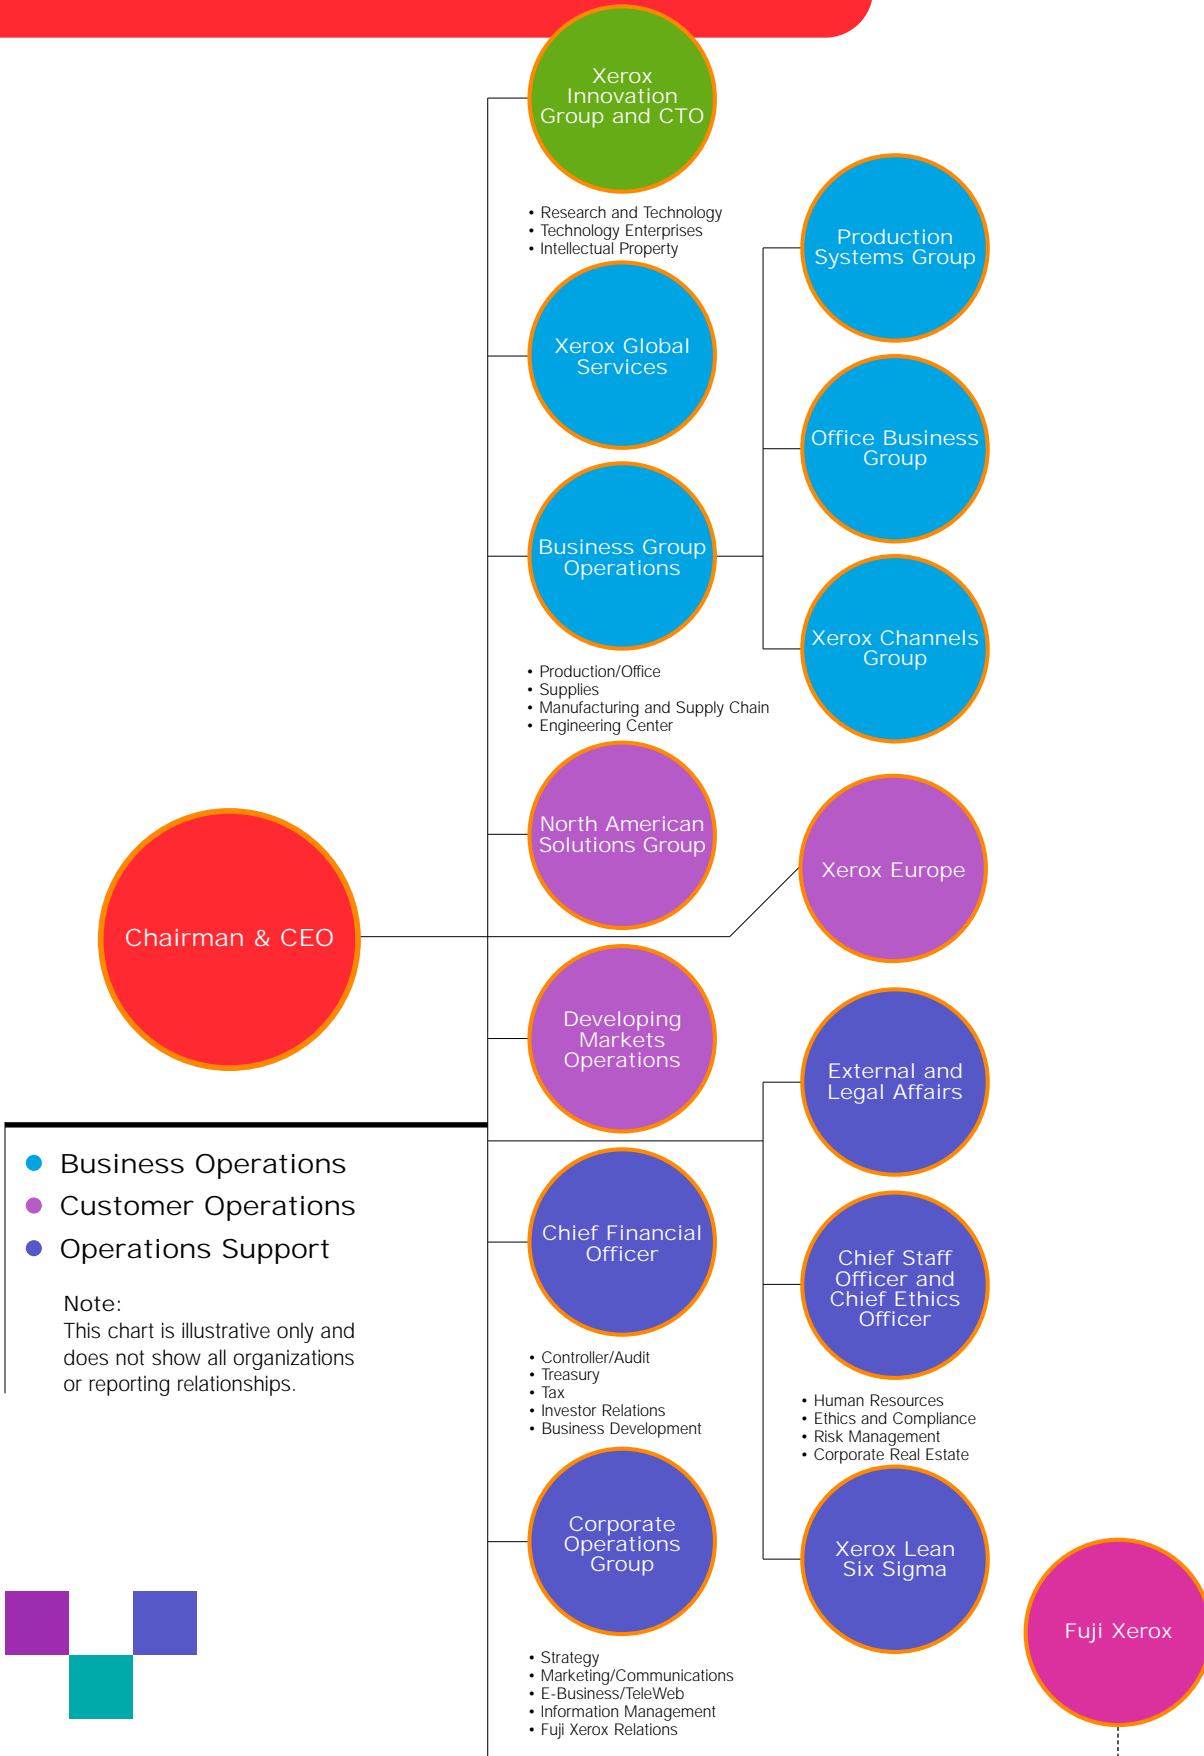 Xerox
Innovation
Group and CTO
• Research and Technology
• Technology Enterprises
• Intellectual Property
Production
Systems Group
Xerox Global
Services
Office Business
Group
Business Group
Operations
Xerox Channels
Group
• Production/Office
• Supplies
• Manufacturing and Supply Chain
• Engineering Center
North American
Solutions Group
Xerox Europe
Chairman & CEO
Developing
Markets
Operations
External and
Legal Affairs
Business Operations
Customer Operations
Operations Support
Note:
This chart is illustrative only and
does not show all organizations
or reporting relationships.
Chief Financial
Officer
Chief Staff
Officer and
Chief Ethics
Officer
• Controller/Audit
• Treasury
• Tax
• Investor Relations
• Business Development
• Human Resources
• Ethics and Compliance
• Risk Management
• Corporate Real Estate
Corporate
Operations
Group
Xerox Lean
Six Sigma
Fuji Xerox
• Strategy
• Marketing/Communications
• E-Business/TeleWeb
• Information Management
• Fuji Xerox Relations